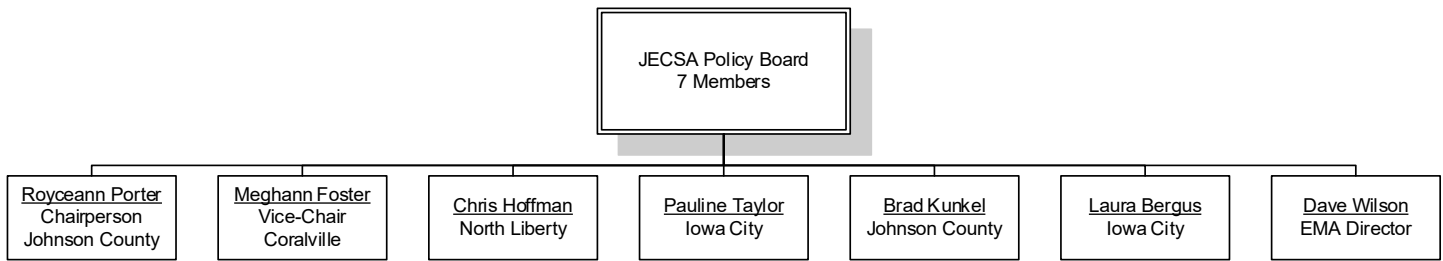 JECSA Policy Board
7 Members
Royceann Porter
Chairperson
Johnson County
Meghann Foster
Vice-Chair
Coralville
Chris Hoffman
North Liberty
Pauline Taylor
Iowa City
Brad Kunkel
Johnson County
Laura Bergus
Iowa City
Dave Wilson
EMA Director